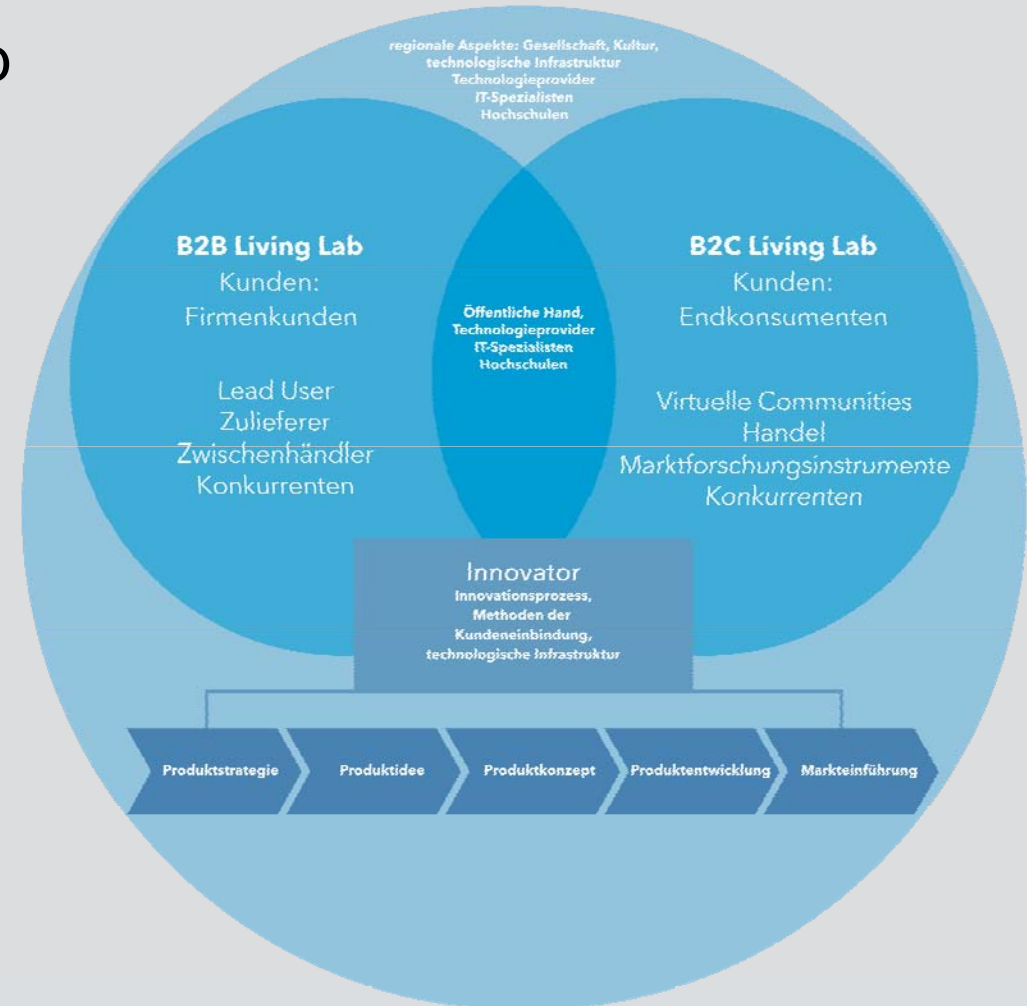 b
regionale Aspekte: Gesellschaft, Kultur,
technologische Infrastruktur
Technologieprovider
IT-Spezialisten
Hochschulen
B2B Living Lab
Kunden:
Firmenkunden
Lead User
Zulieferer
Zwischenhändler
Konkurrenten
Öffentliche Hand,
Technologieprovider
IT-Spezialisten
Hochschulen
B2C Living Lab
Kunden:
Endkonsumenten
Virtuelle Communities
Handel
Marktforschungsinstrumente
Konkurrenten
Innovator
Innovationsprozess,
Methoden der
Kundeneinbindung,
technologische Infrastruktur
Produktstrategie
Produktidee
Produktkonzept
Produktentwicklung
Markteinführung